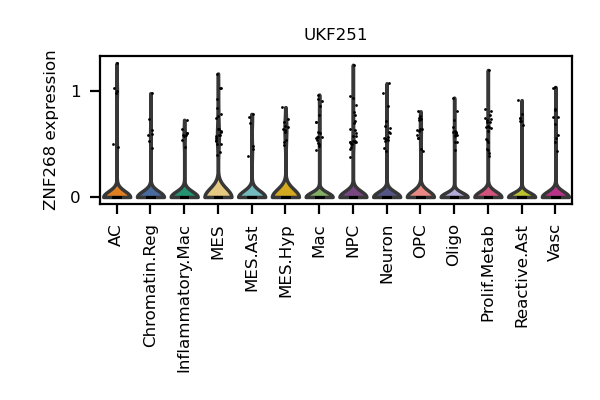 UKF251
ZNF268 expression
1
0
AC
Chromatin.Reg
Inflammatory.Mac
MES
MES.Ast
MES.Hyp
Mac
NPC
Neuron
OPC
Oligo
Prolif.Metab
Reactive.Ast
Vasc